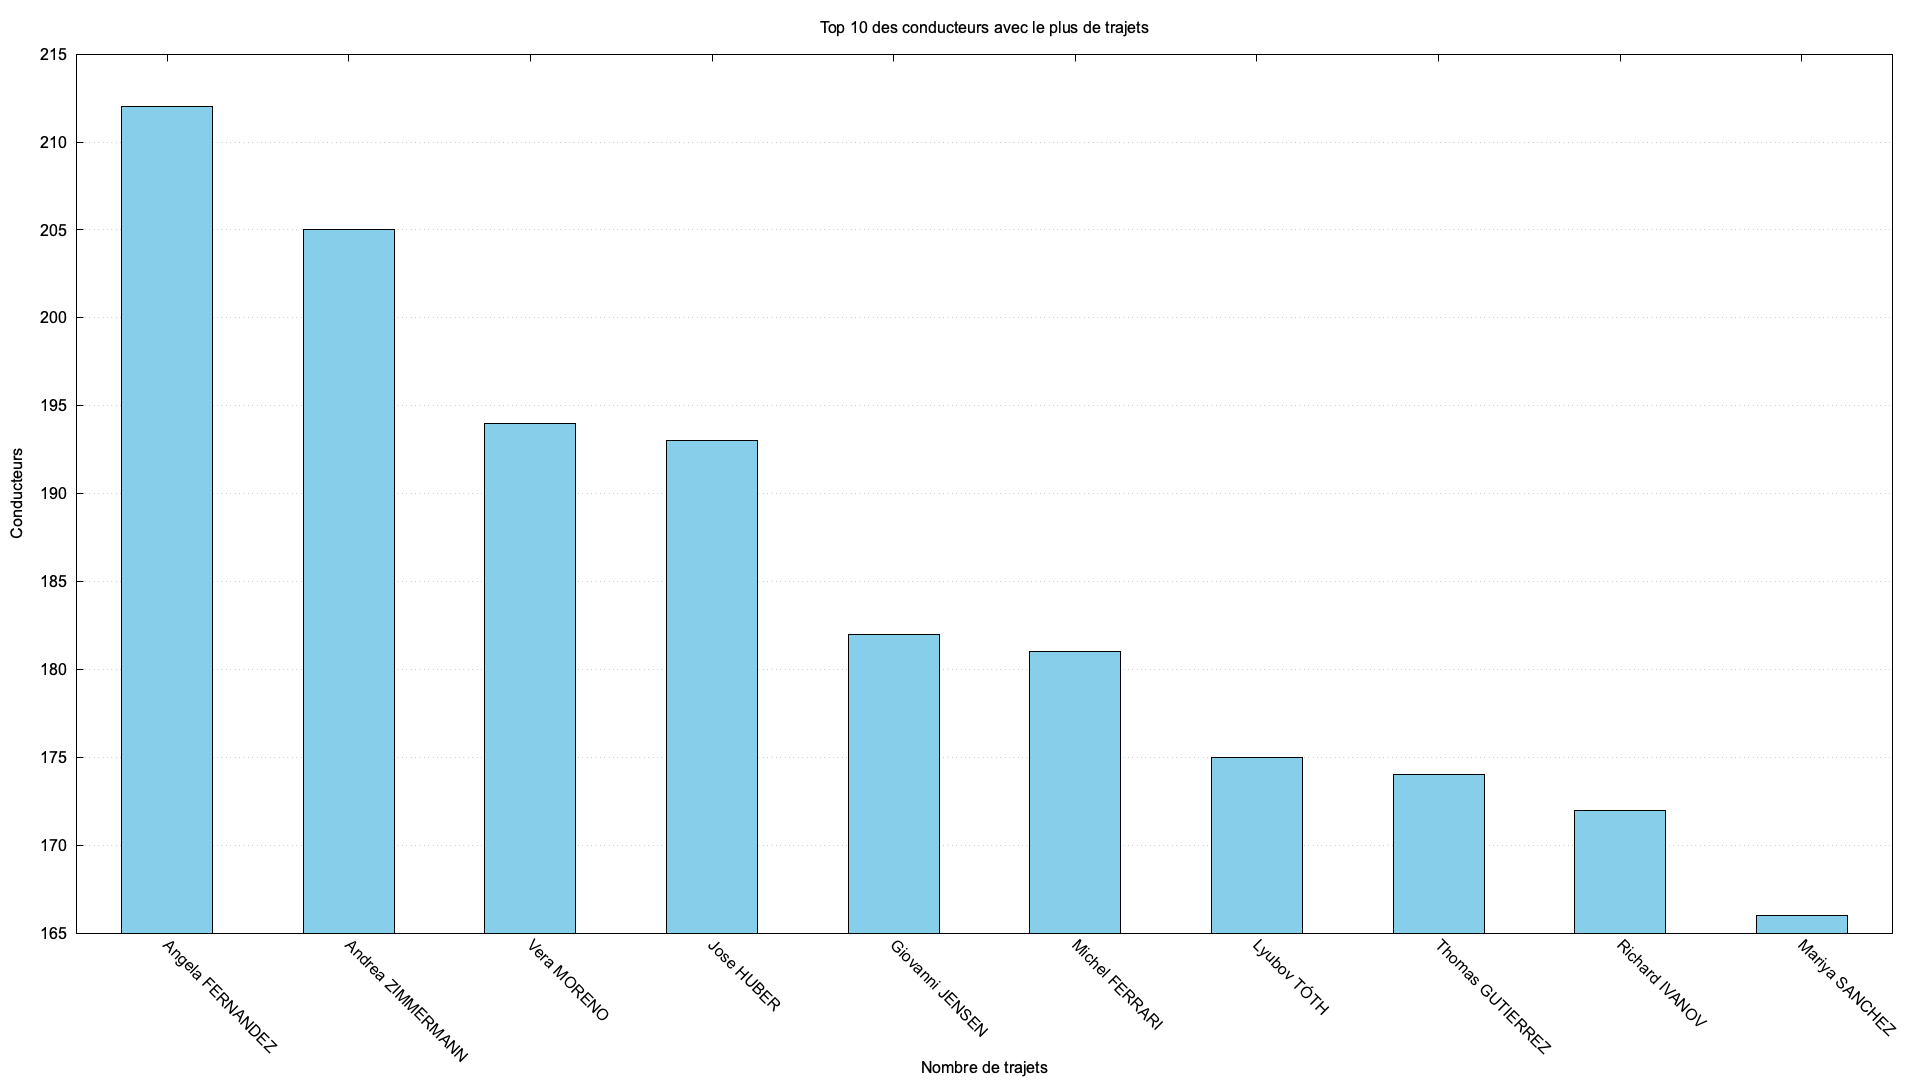 Top 10 des conducteurs avec le plus de trajets
215
210
205
200
195
190
185
180
175
170
165
Conducteurs
Angela FERNANDEZ
Andrea ZIMMERMANN
Vera MORENO
Jose HUBER
Giovanni JENSEN
Michel FERRARI
Lyubov TÓTH
Thomas GUTIERREZ
Richard IVANOV
Mariya SANCHEZ
Nombre de trajets